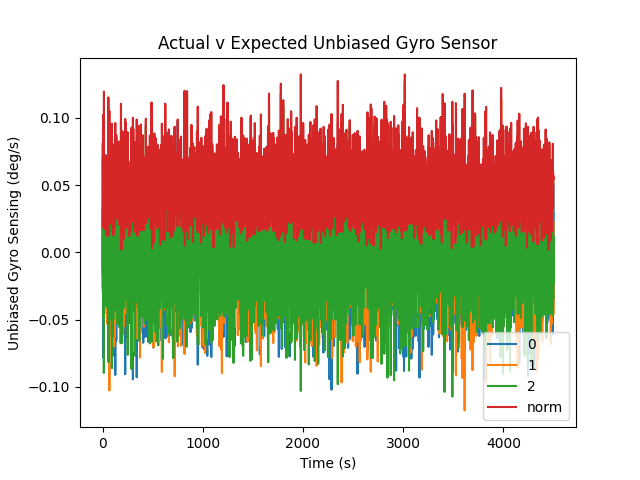 Actual v Expected Unbiased Gyro Sensor
Unbiased Gyro Sensing (deg/s)
0.10
0.05
0.00
−0.05
−0.10
0
1
2
norm
0 1000 2000 3000 4000
Time (s)